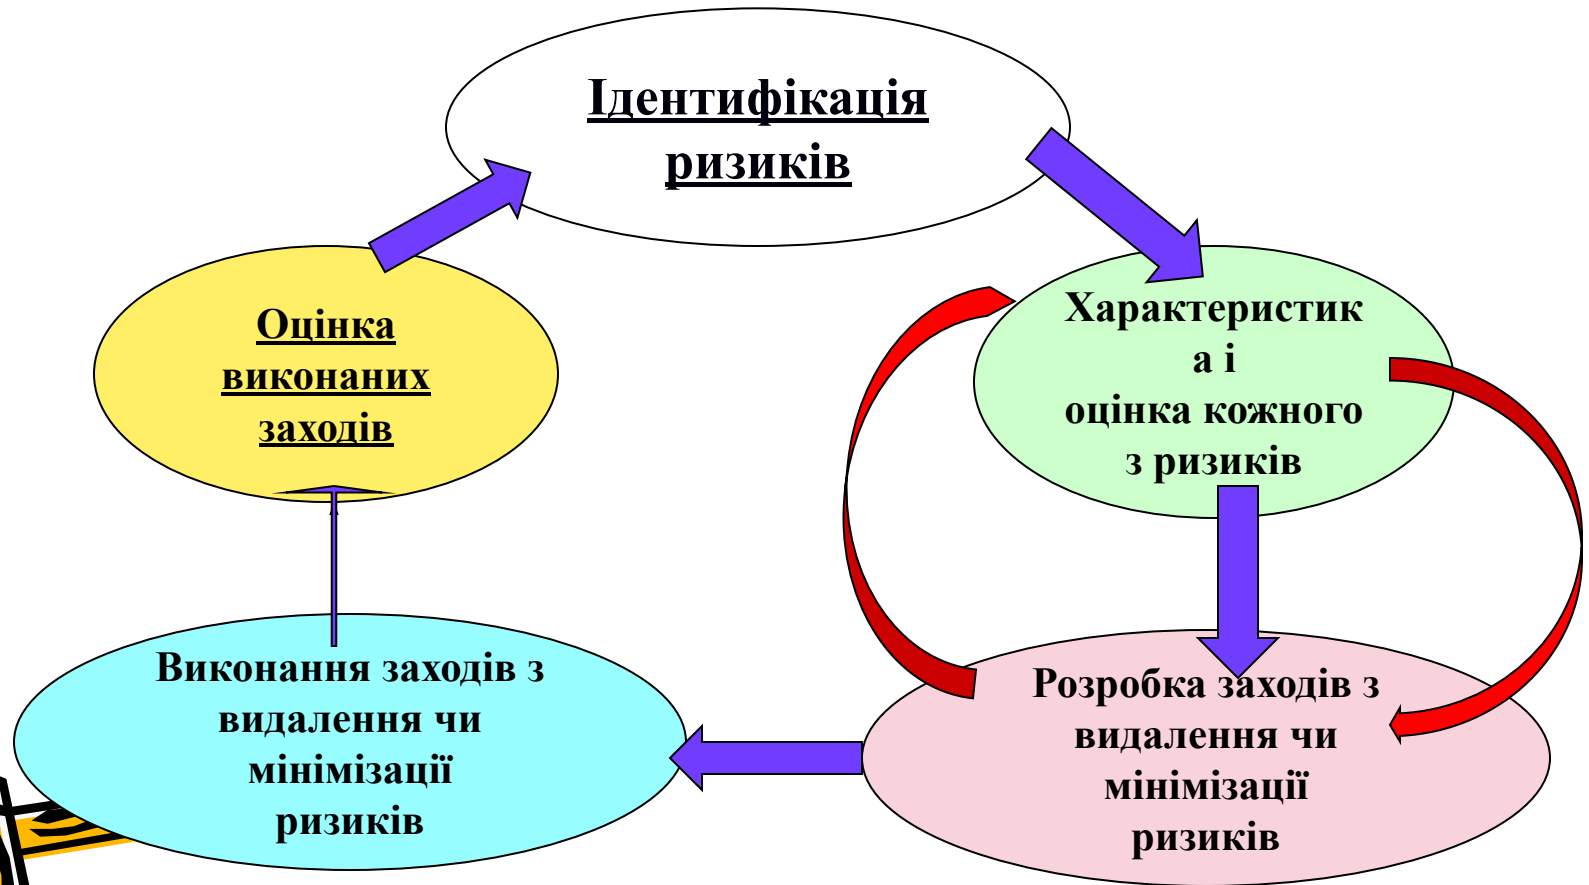 Ідентифікація
ризиків
Характеристик
а і
оцінка кожного
з ризиків
Розробка заходів з
видалення чи
мінімізації
ризиків
Виконання заходів з
видалення чи
мінімізації
ризиків
Оцінка
виконаних
заходів